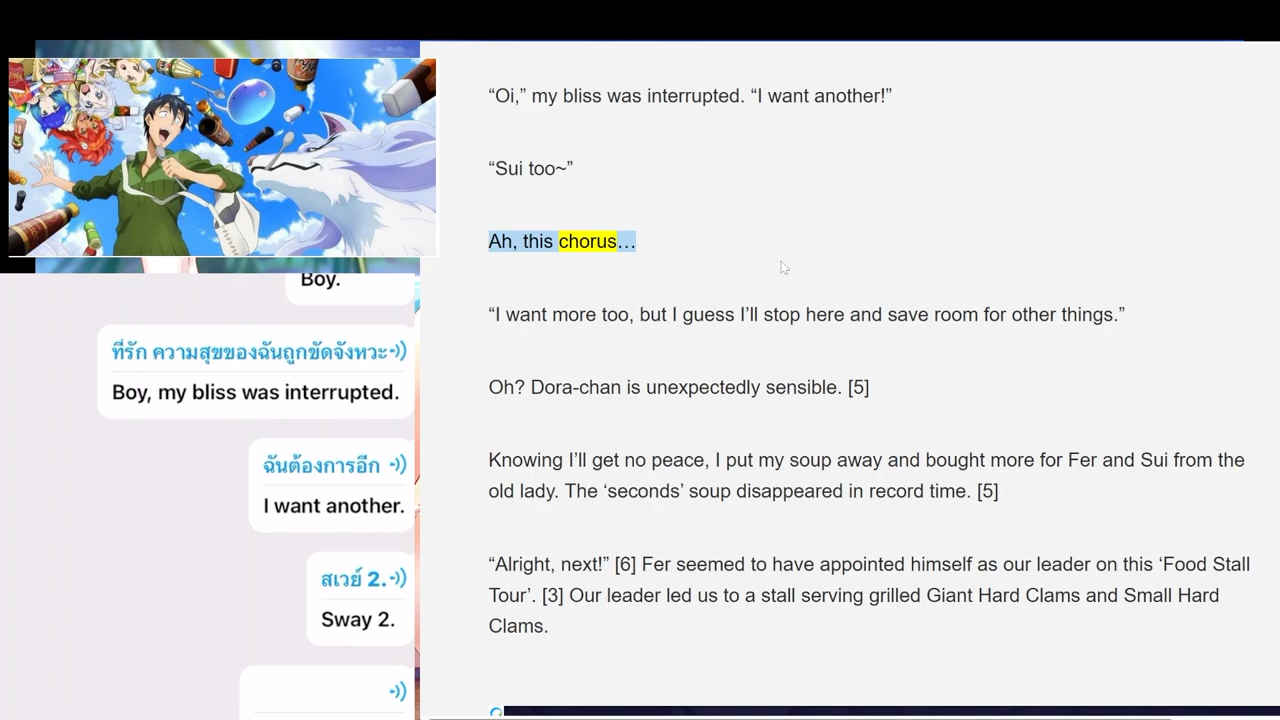 “Oi,” my bliss was interrupted. “I want another!”
“Sui too~”
Ah, this chorus…
“I want more too, but I guess I’ll stop here and save room for other things.”
Oh? Dora-chan is unexpectedly sensible. [5]
Knowing I’ll get no peace, I put my soup away and bought more for Fer and Sui from the
old lady. The ‘seconds’ soup disappeared in record time. [5]
“Alright, next!” [6] Fer seemed to have appointed himself as our leader on this ‘Food Stall
Tour’. [3] Our leader led us to a stall serving grilled Giant Hard Clams and Small Hard
Clams.
Boy.
ที่รัก ความสุขของฉันถูกขัดจังหวะ
Boy, my bliss was interrupted.
ฉันต้องการอีก
I want another.
สเวย์ 2.
Sway 2.